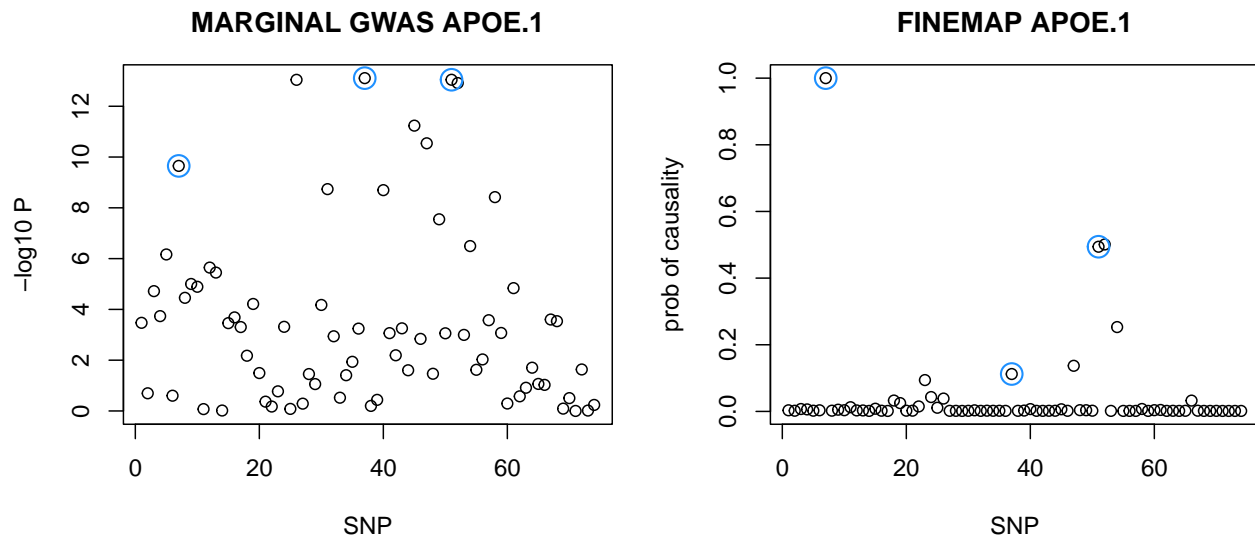 MARGINAL GWAS APOE.1
−log10 P
12
10
8
6
4
2
0
0 20 40 60
SNP
FINEMAP APOE.1
prob of causality
1.0
0.8
0.6
0.4
0.2
0.0
0 20 40 60
SNP